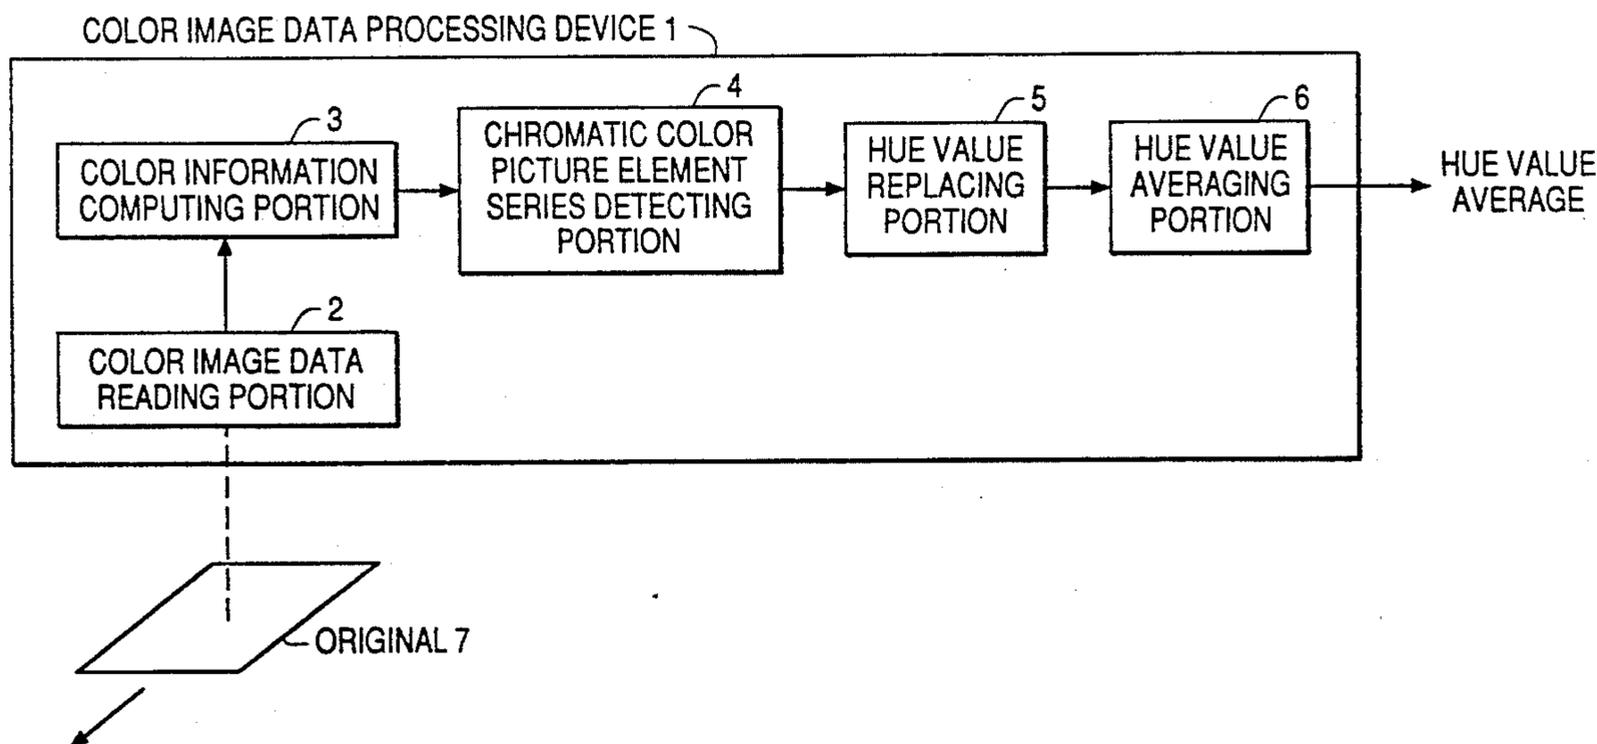 COLOR IMAGE DATA PROCESSING DEVICE 1
3
COLOR INFORMATION
COMPUTING PORTION
4
CHROMATIC COLOR
PICTURE ELEMENT
SERIES DETECTING
PORTION
5
HUE VALUE
REPLACING
PORTION
6
HUE VALUE
AVERAGING
PORTION
HUE VALUE
AVERAGE
2
COLOR IMAGE DATA
READING PORTION
ORIGINAL 7